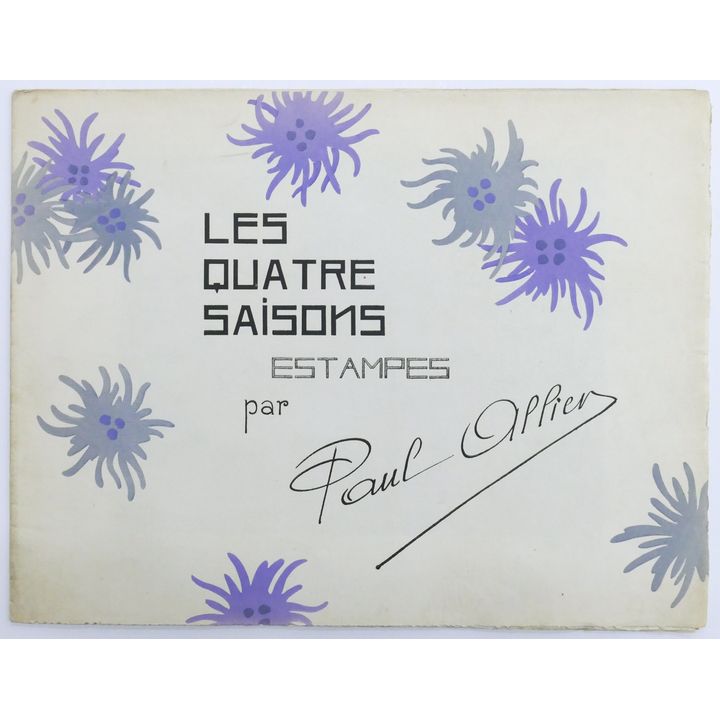 LES
QUATRE
SAiSONS
ESTAMPES
par
Paul Allier